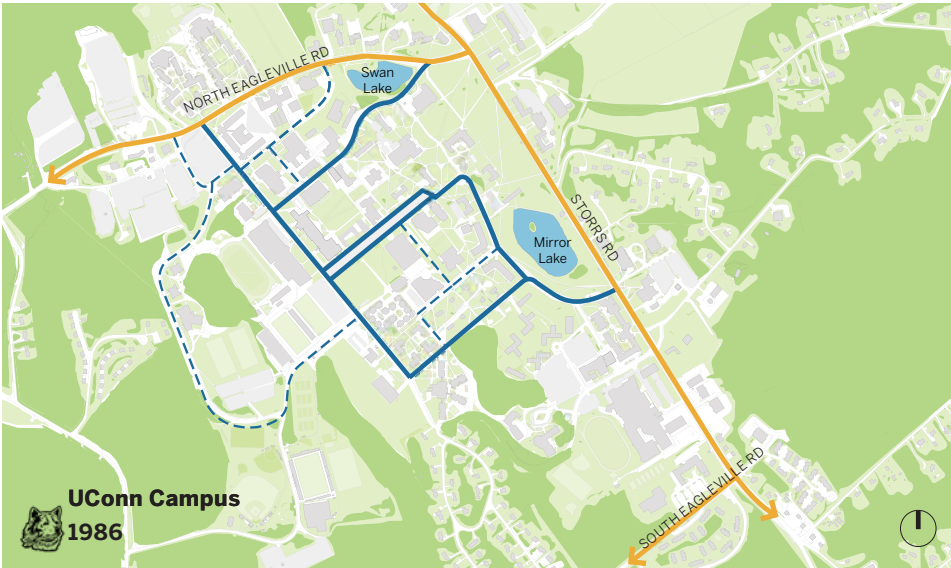 NORTH EAGLEVILLE RD
Swan
Lake
STORRS RD
Mirror
Lake
SOUTH EAGLEVILLE RD
UConn Campus
1986